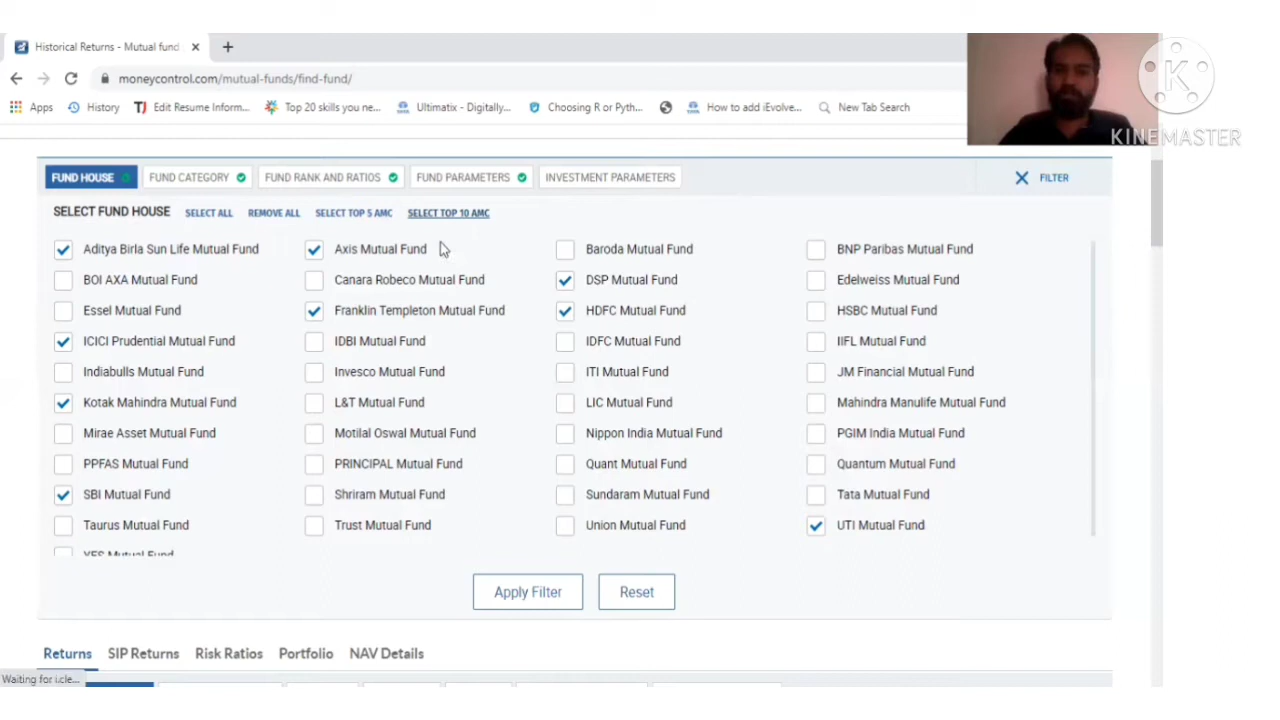 Historical Returns - Mutual fund
moneycontrol.com/mutual-funds/find-fund/
Apps History Edit Resume Inform... Top 20 skills you ne... Ultimatix - Digitally... Choosing R or Pyth... How to add iEvolve... New Tab Search
K
KINEMASTER
FUND HOUSE FUND CATEGORY FUND RANK AND RATIOS FUND PARAMETERS INVESTMENT PARAMETERS FILTER
SELECT FUND HOUSE SELECT ALL REMOVE ALL SELECT TOP 5 AMC SELECT TOP 10 AMC
Aditya Birla Sun Life Mutual Fund Axis Mutual Fund Baroda Mutual Fund BNP Paribas Mutual Fund
BOI AXA Mutual Fund Canara Robeco Mutual Fund DSP Mutual Fund Edelweiss Mutual Fund
Essel Mutual Fund Franklin Templeton Mutual Fund HDFC Mutual Fund HSBC Mutual Fund
ICICI Prudential Mutual Fund IDBI Mutual Fund IDFC Mutual Fund IIFL Mutual Fund
Indiabulls Mutual Fund Invesco Mutual Fund ITI Mutual Fund JM Financial Mutual Fund
Kotak Mahindra Mutual Fund L&T Mutual Fund LIC Mutual Fund Mahindra Manulife Mutual Fund
Mirae Asset Mutual Fund Motilal Oswal Mutual Fund Nippon India Mutual Fund PGIM India Mutual Fund
PPFAS Mutual Fund PRINCIPAL Mutual Fund Quant Mutual Fund Quantum Mutual Fund
SBI Mutual Fund Shriram Mutual Fund Sundaram Mutual Fund Tata Mutual Fund
Taurus Mutual Fund Trust Mutual Fund Union Mutual Fund UTI Mutual Fund
YES Mutual Fund
Apply Filter Reset
Returns SIP Returns Risk Ratios Portfolio NAV Details
Waiting for i.cle...